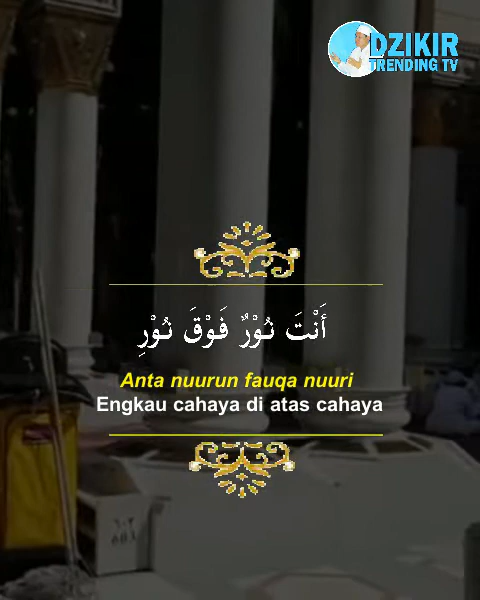 DZIKIR
TRENDING TV
أَنْتَ نُوْرٌ فَوْقَ نُوْرِ
Anta nuurun fauqa nuuri
Engkau cahaya di atas cahaya